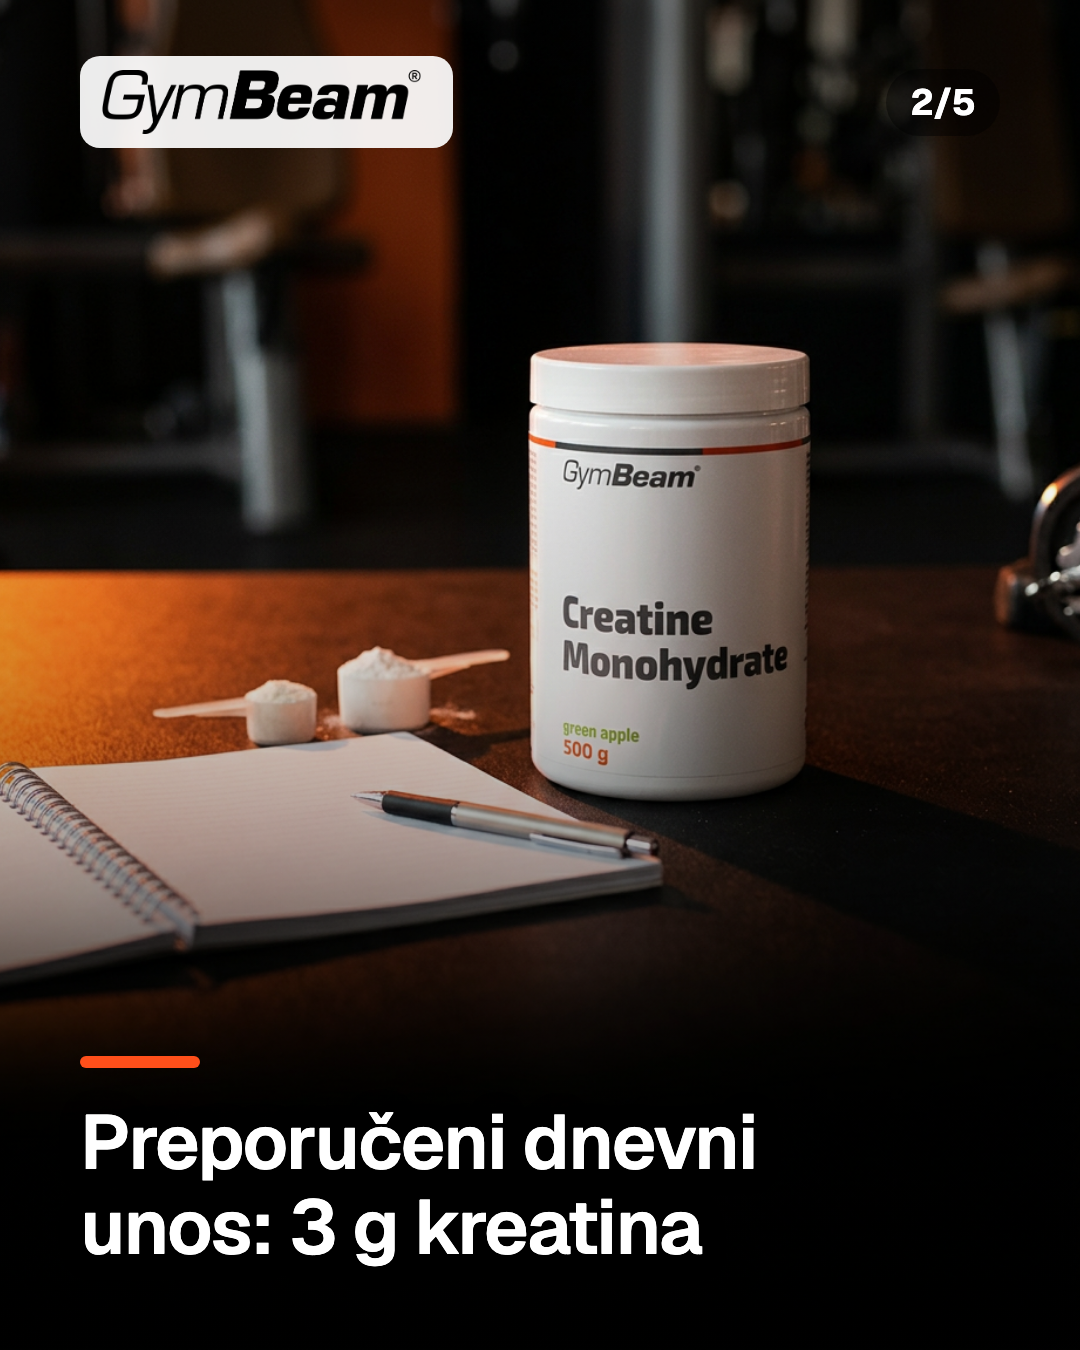 GymBeam®
2/5
GymBeam®
Creatine
Monohydrate
green apple
500 g
Preporučeni dnevni
unos: 3 g kreatina